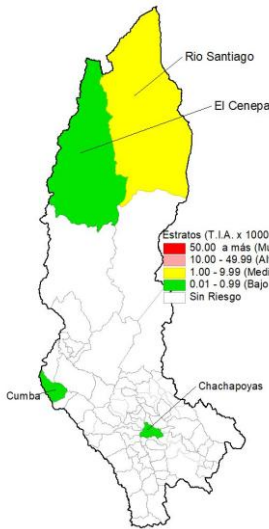 Rio Santiago
El Cenepa
Estratos (T.I.A. x 1000
50.00 a más (Mu
10.00 - 49.99 (Al
1.00 - 9.99 (Medi
0.01 - 0.99 (Bajo
Sin Riesgo
Cumba
Chachapoyas